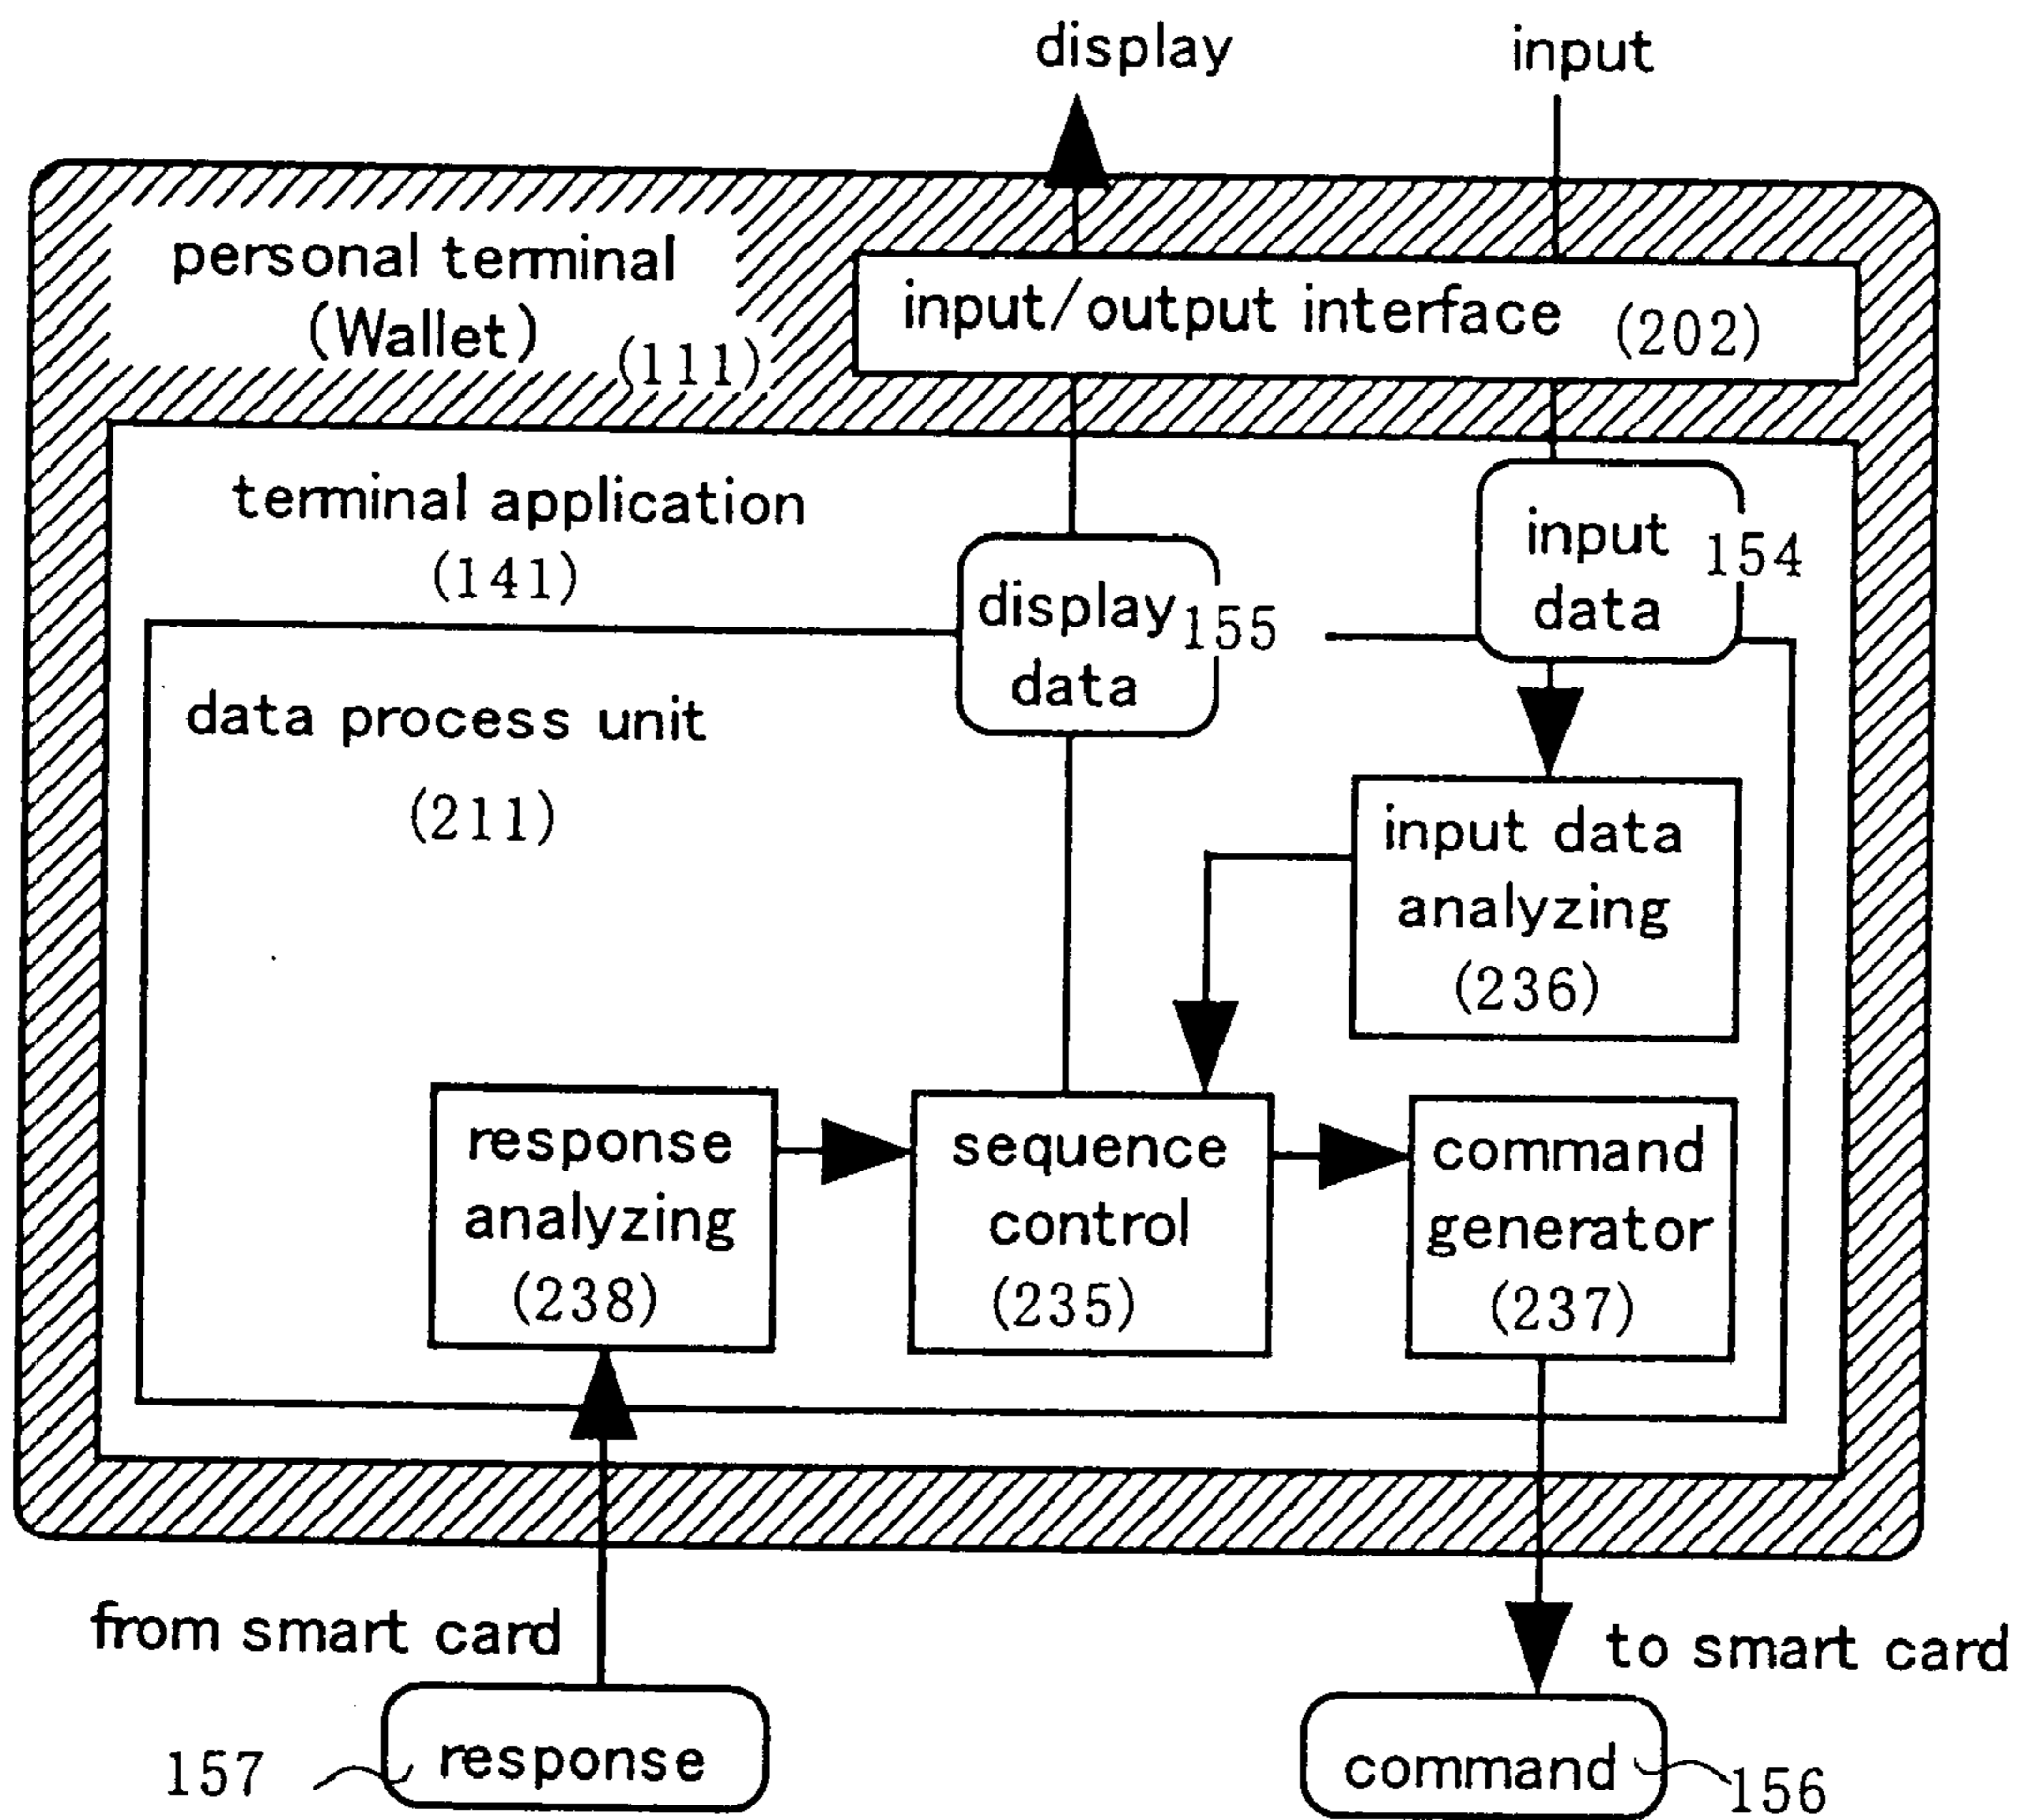 display
input
personal terminal
(Wallet)
(111)
input/output interface (202)
terminal application
(141)
input
data
154
display
data
155
data process unit
(211)
input data
analyzing
(236)
response
analyzing
(238)
sequence
control
(235)
command
generator
(237)
from smart card
to smart card
157
response
command
156